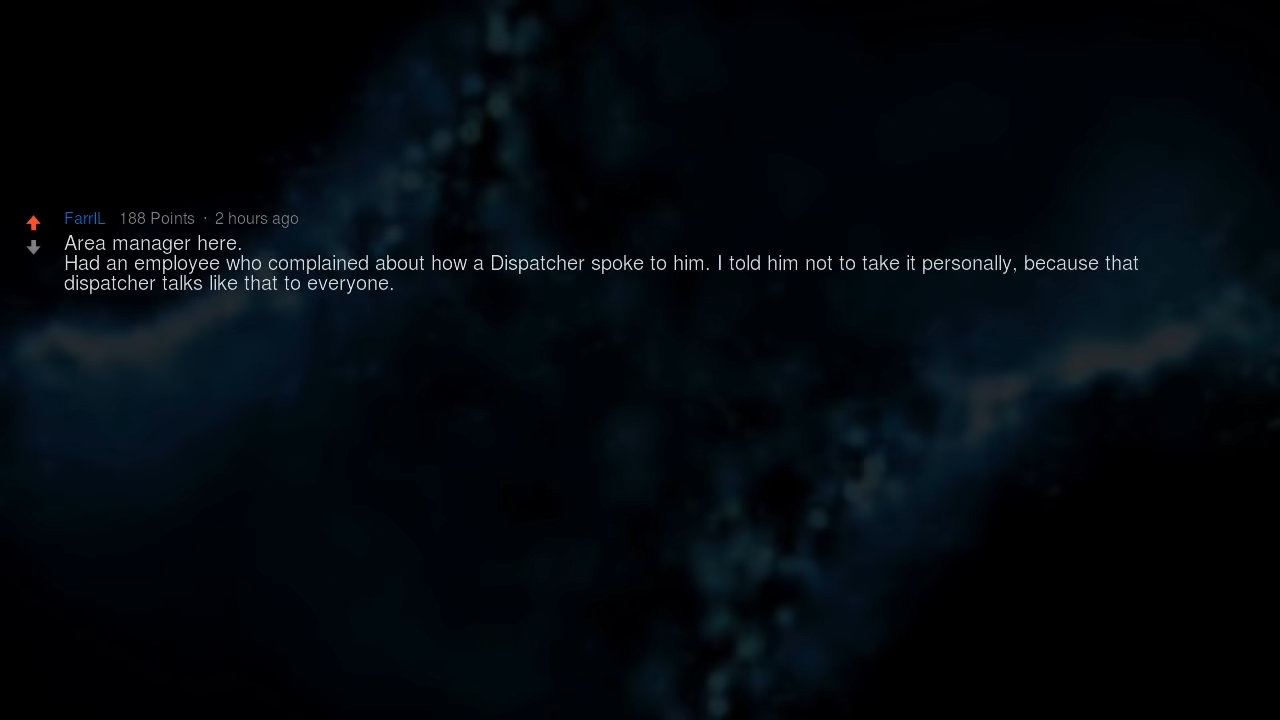 FarrIL 188 Points · 2 hours ago
Area manager here.
Had an employee who complained about how a Dispatcher spoke to him. I told him not to take it personally, because that
dispatcher talks like that to everyone.